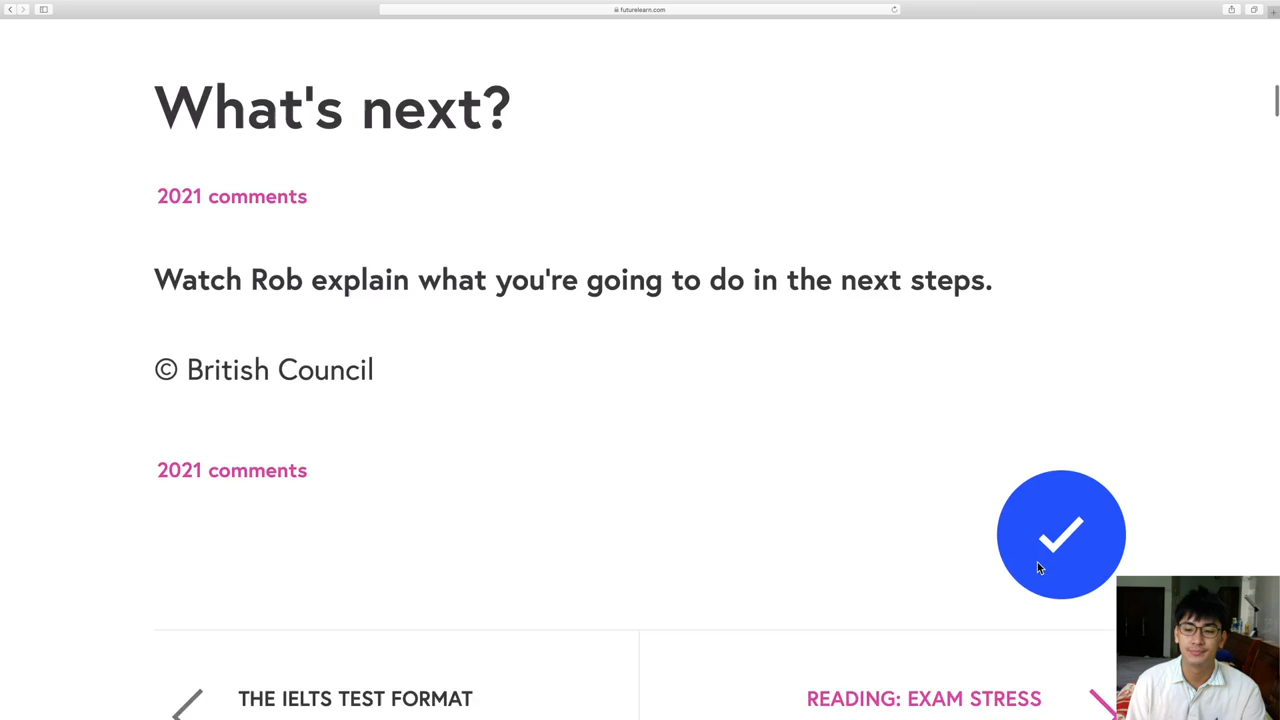 futurelearn.com
What's next?
2021 comments
Watch Rob explain what you're going to do in the next steps.
© British Council
2021 comments
THE IELTS TEST FORMAT
READING: EXAM STRESS